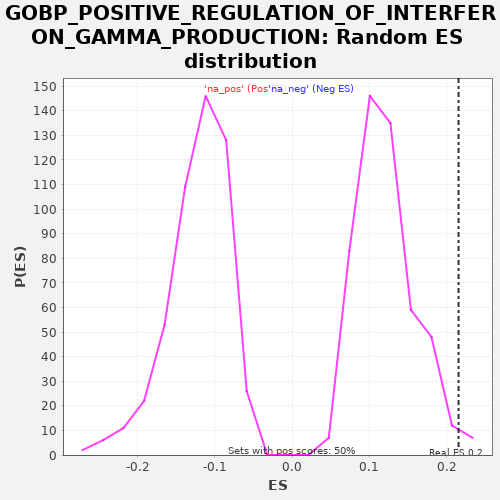 GOBP_POSITIVE_REGULATION_OF_INTERFER
ON_GAMMA_PRODUCTION: Random ES
distribution
'na_pos' (Pos 'na_neg' (Neg ES)
150
140
130
120
110
100
90
80
70
60
50
40
30
20
10
0
P(ES)
Sets with pos scores: 50%
Real ES 0.2
-0.2
-0.1
0.0
0.1
0.2
ES